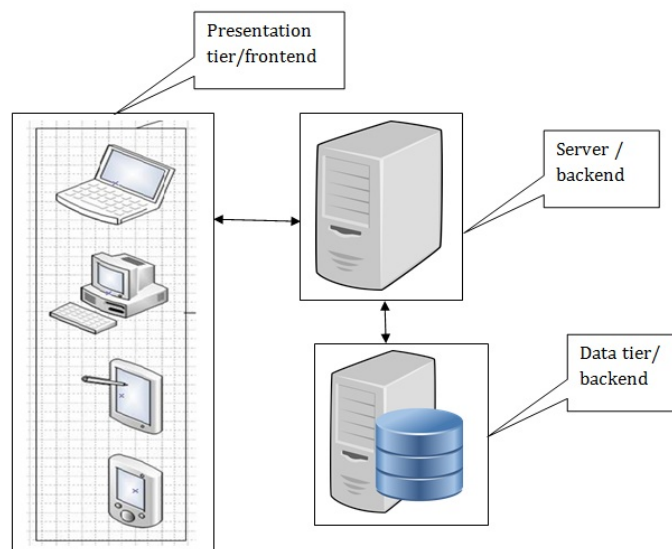 Presentation
tier/frontend
Server /
backend
Data tier/
backend